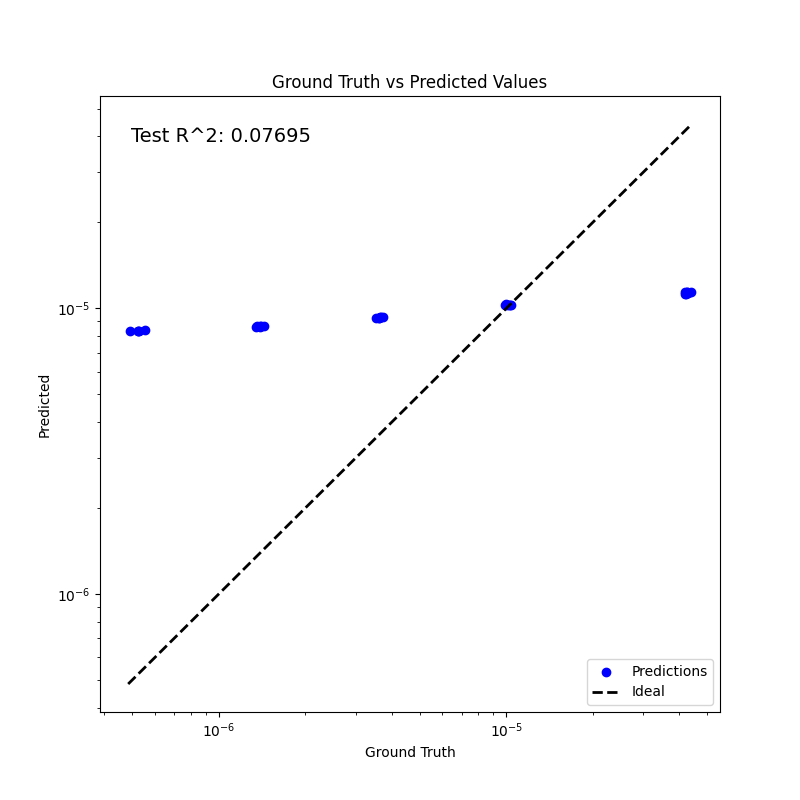 Ground Truth vs Predicted Values
Test R^2: 0.07695
10⁻⁵
10⁻⁶
Predicted
10⁻⁶
10⁻⁵
Ground Truth
Predictions
Ideal